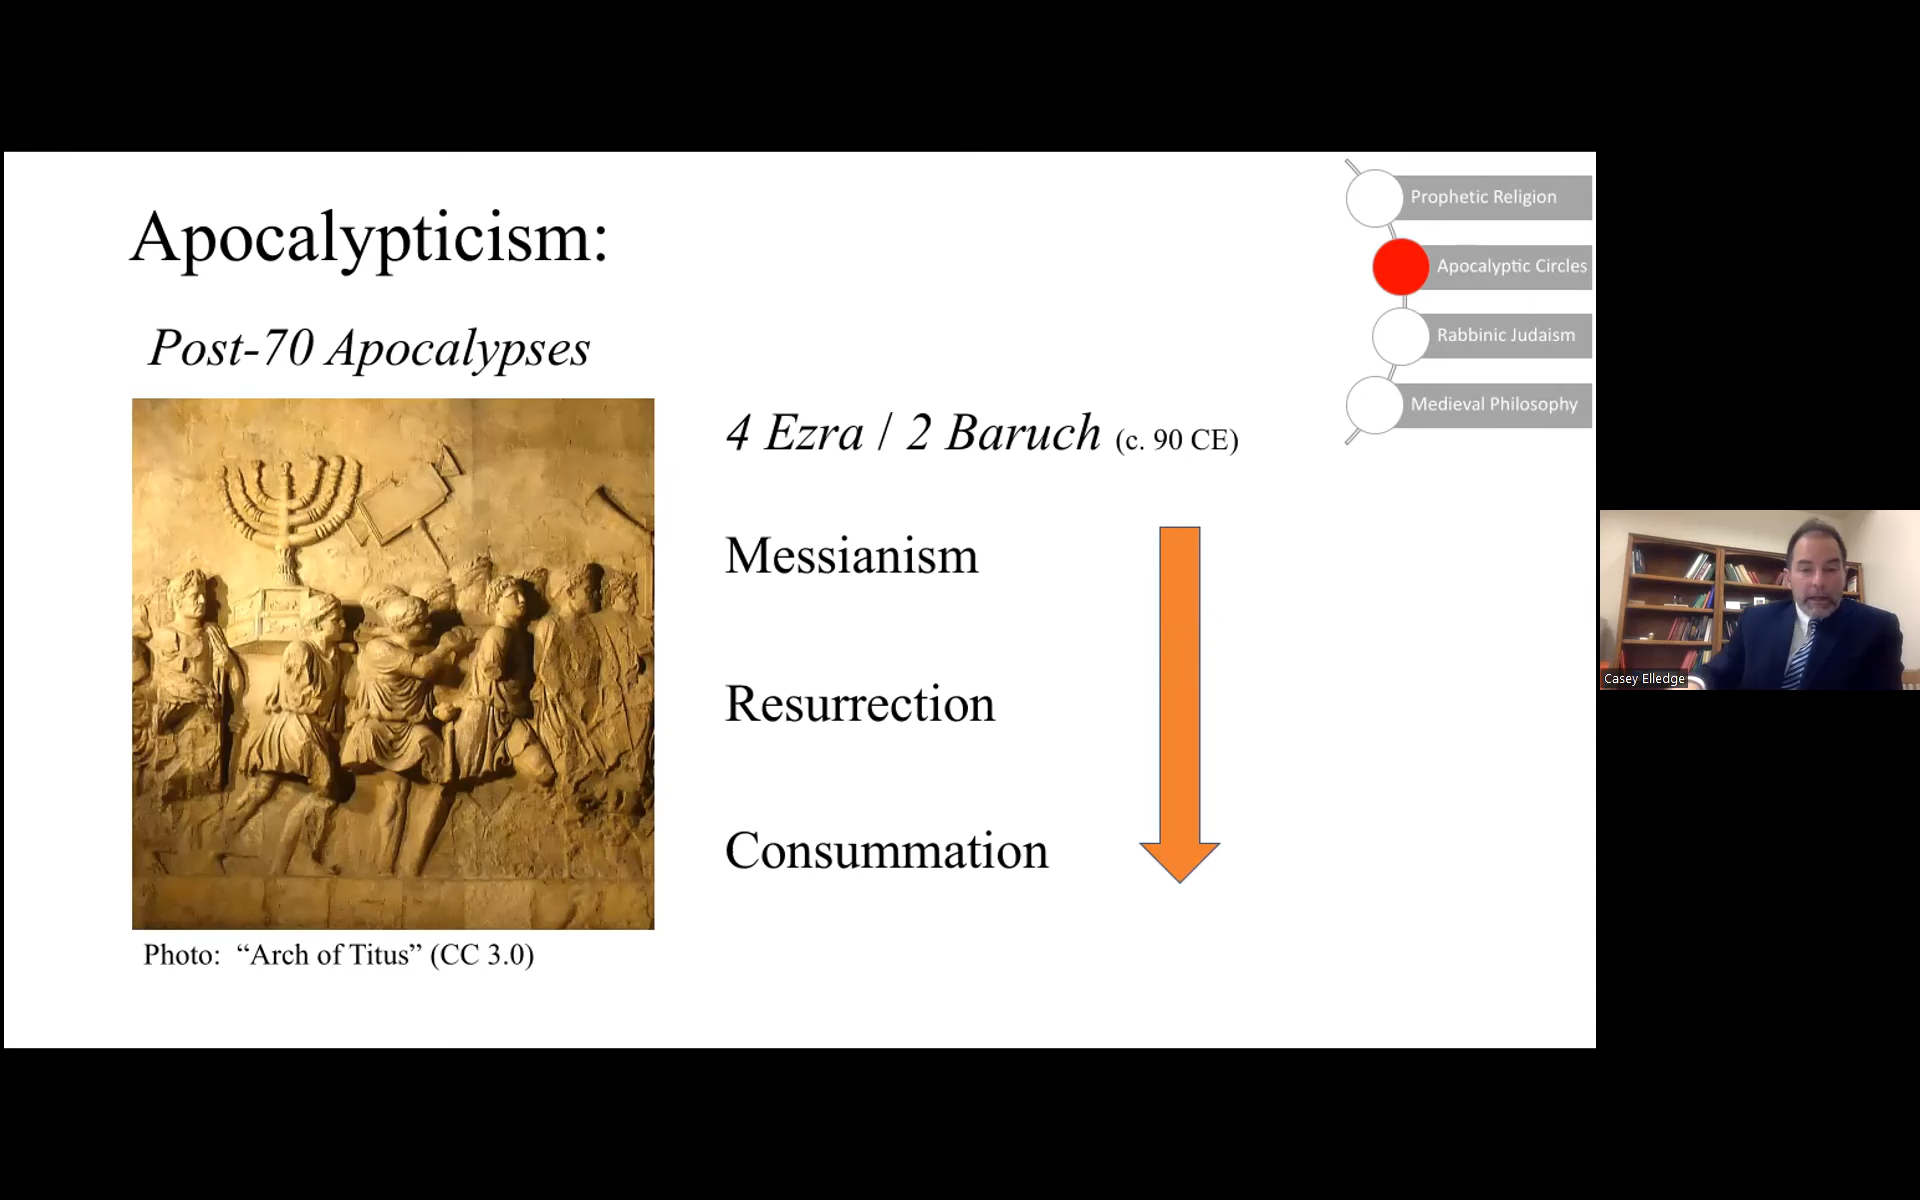 Apocalypticism:
Post-70 Apocalypses
4 Ezra / 2 Baruch (c. 90 CE)
Messianism
Resurrection
Consummation
Photo: “Arch of Titus” (CC 3.0)
Prophetic Religion
Apocalyptic Circles
Rabbinic Judaism
Medieval Philosophy
Casey Elledge